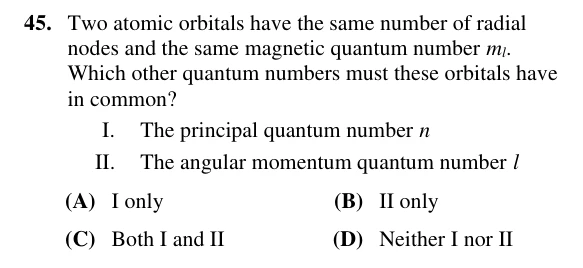 45. Two atomic orbitals have the same number of radial
nodes and the same magnetic quantum number mₗ.
Which other quantum numbers must these orbitals have
in common?
I. The principal quantum number n
II. The angular momentum quantum number l
(A) I only (B) II only
(C) Both I and II (D) Neither I nor II